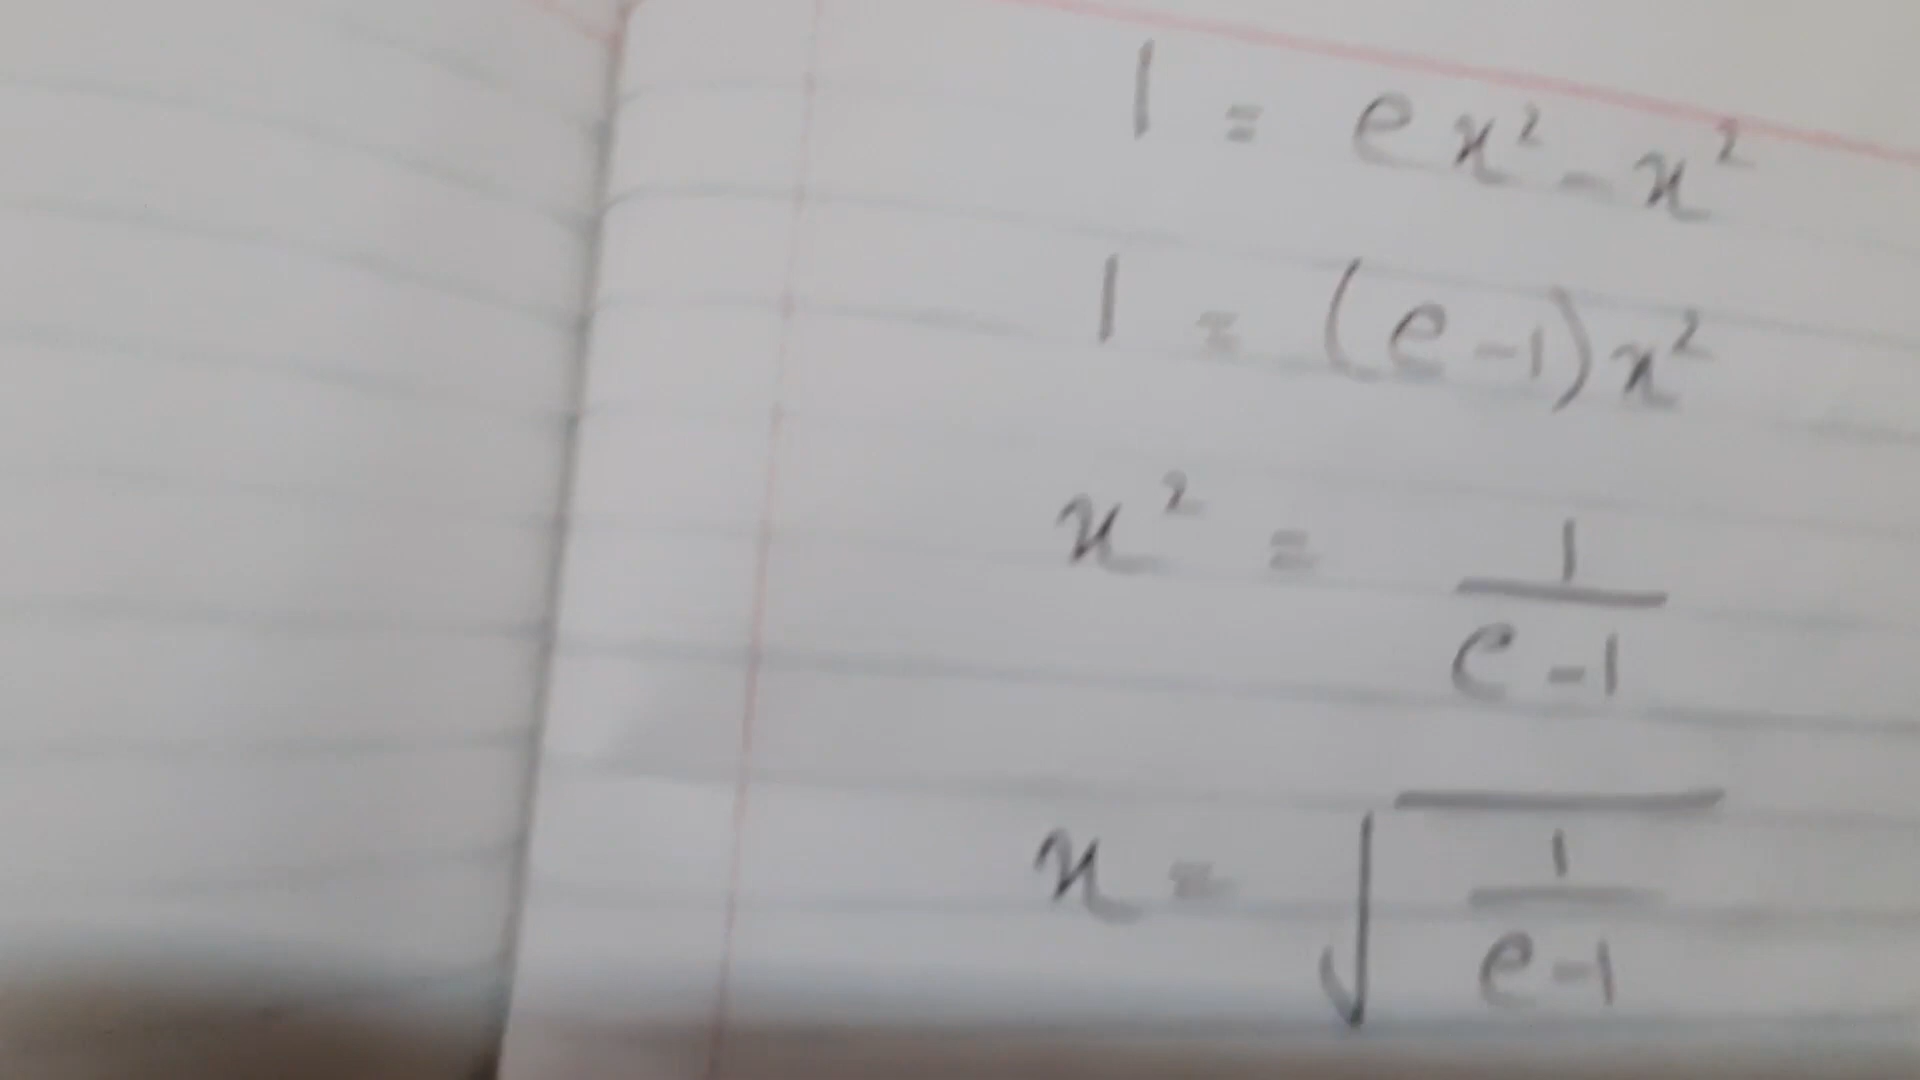 1 = ex² - x²
1 = (e-1)x²
x² = 1/(e-1)
x = √(1/(e-1))